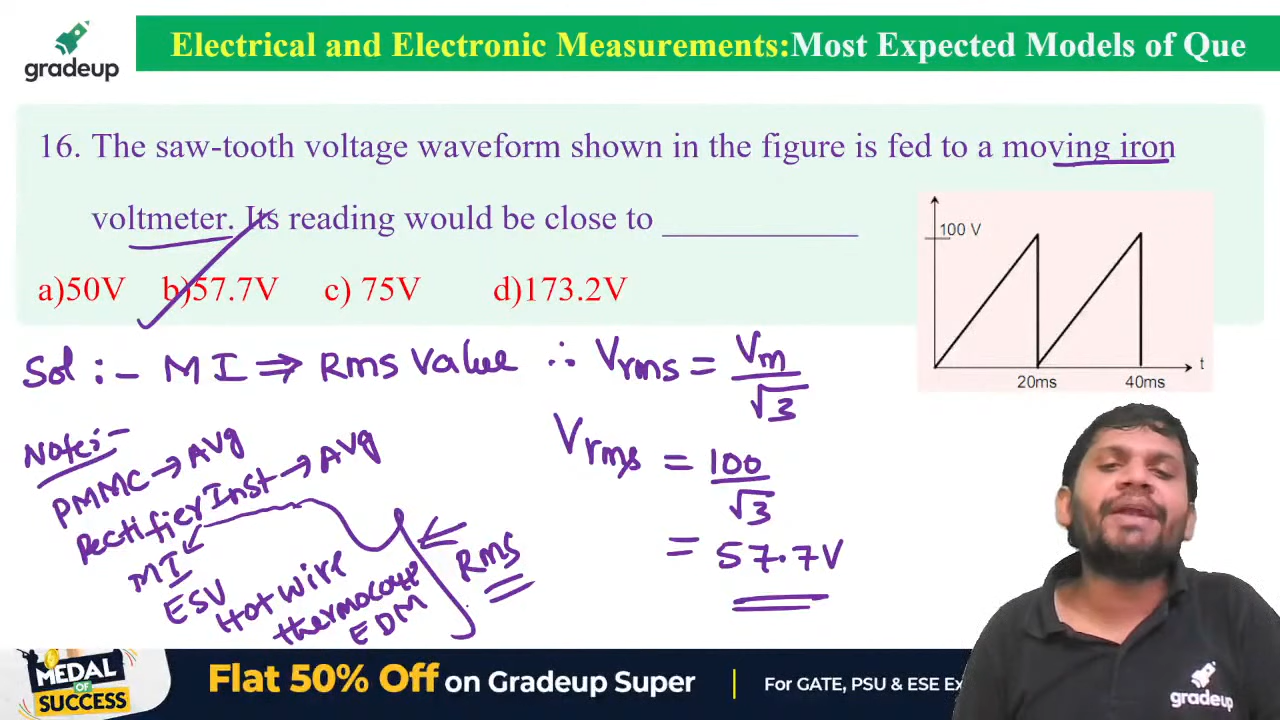 gradeup
Electrical and Electronic Measurements:Most Expected Models of Que
16. The saw-tooth voltage waveform shown in the figure is fed to a moving iron
voltmeter. Its reading would be close to ____________
a)50V b)57.7V c) 75V d)173.2V
100 V
20ms 40ms t
Sol :- MI ⇒ Rms value ∴ Vrms = Vm/√3
Vrms = 100/√3
= 57.7V
Note:-
PMMC → Avg
Rectifier Inst → Avg
MI
ESV
Hot wire
EDM
Rms
gradeup
MEDAL
OF
SUCCESS
Flat 50% Off on Gradeup Super | For GATE, PSU & ESE Ex